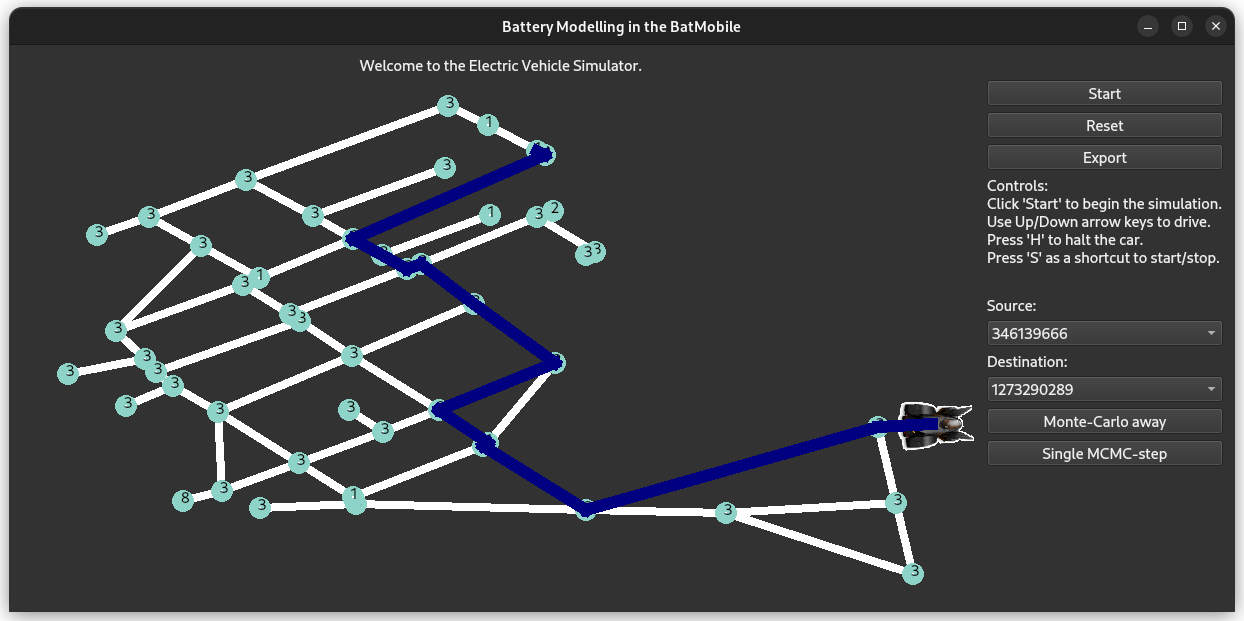 Battery Modelling in the BatMobile
Welcome to the Electric Vehicle Simulator.
Start
Reset
Export
Controls:
Click 'Start' to begin the simulation.
Use Up/Down arrow keys to drive.
Press 'H' to halt the car.
Press 'S' as a shortcut to start/stop.
Source:
346139666
Destination:
1273290289
Monte-Carlo away
Single MCMC-step
3
1
3
3
3
3
3
1
3 2
3
3 3
1
3
3 3
3
3
3
3
3
3
3
3
3
3
3
8
3
3
1
3
3
3